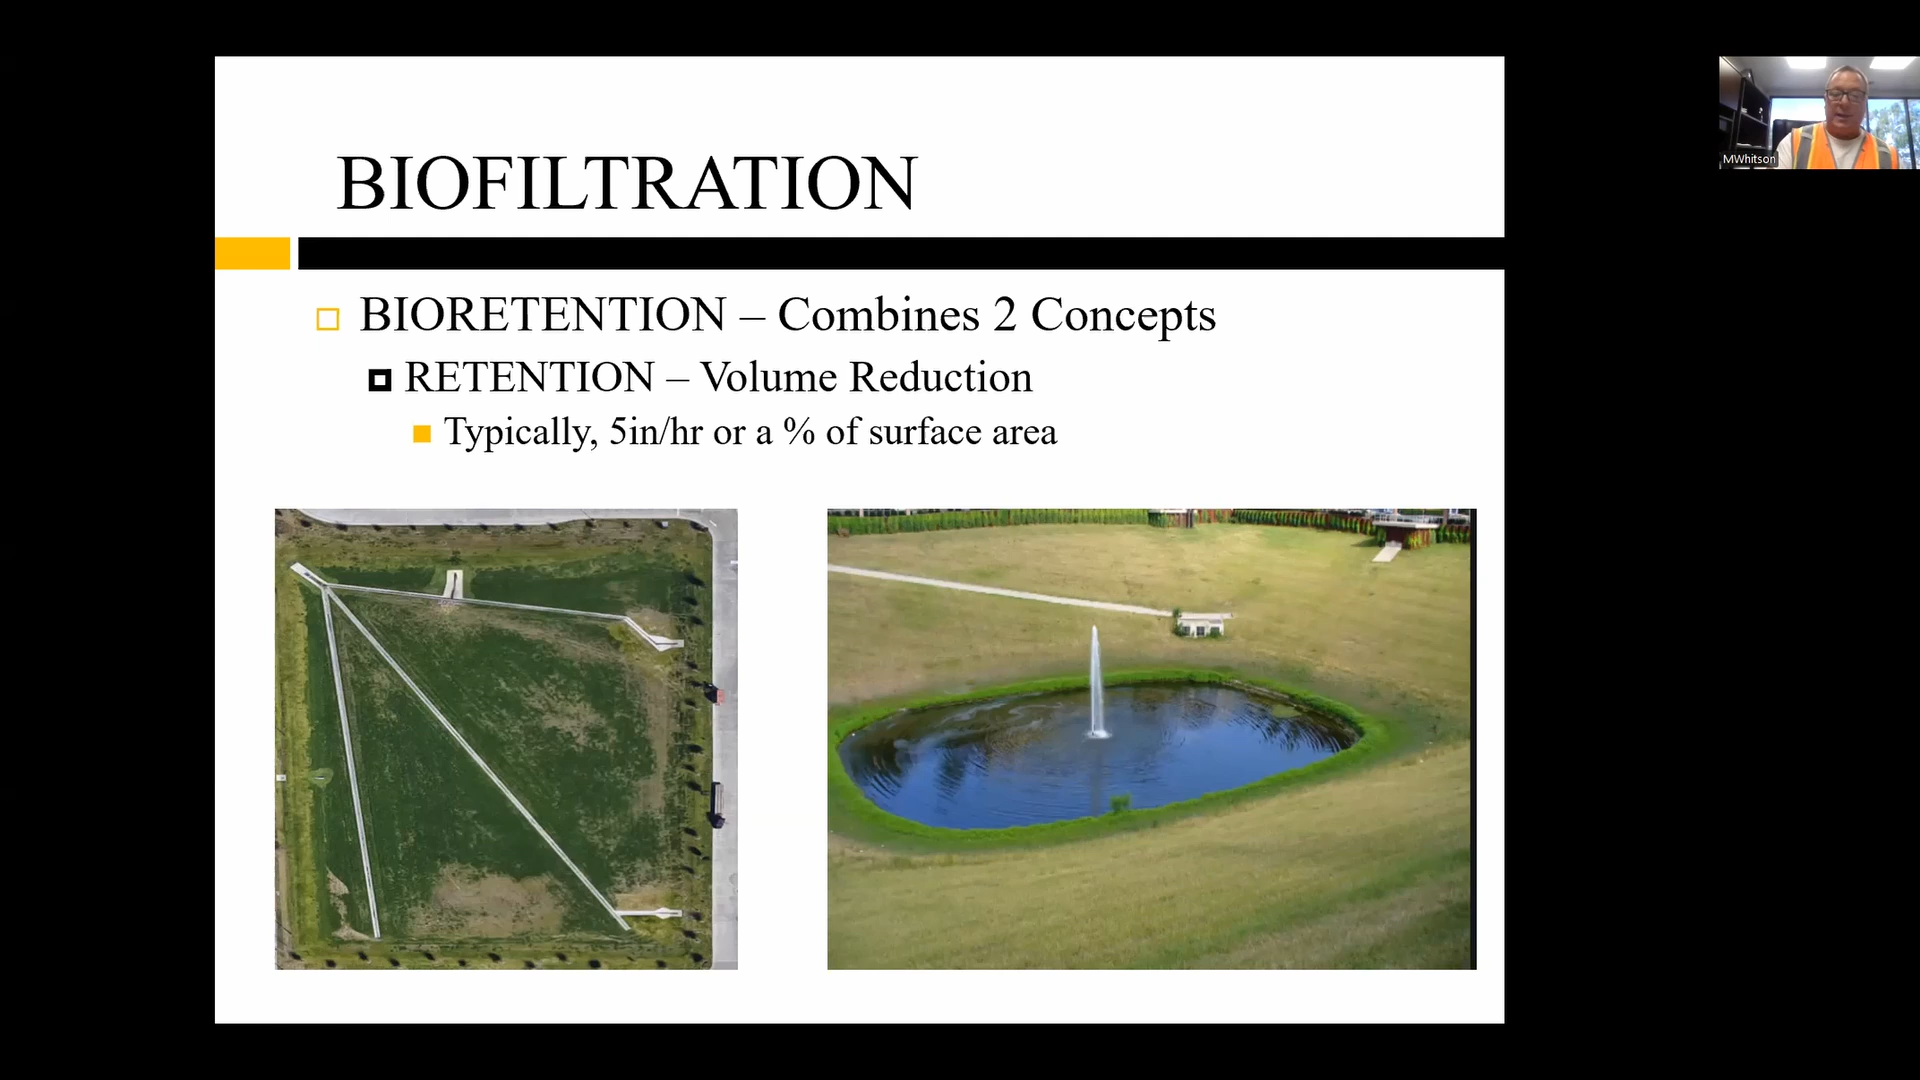 BIOFILTRATION
BIORETENTION – Combines 2 Concepts
RETENTION – Volume Reduction
Typically, 5in/hr or a % of surface area
MWhitson